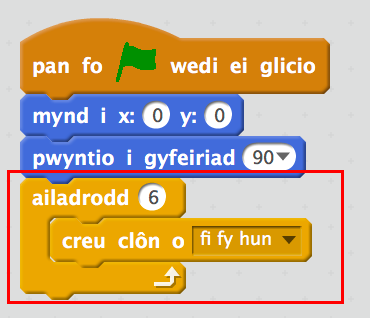 pan fo wedi ei glicio
mynd i x: 0 y: 0
pwyntio i gyfeiriad 90
ailadrodd 6
creu clôn o fi fy hun